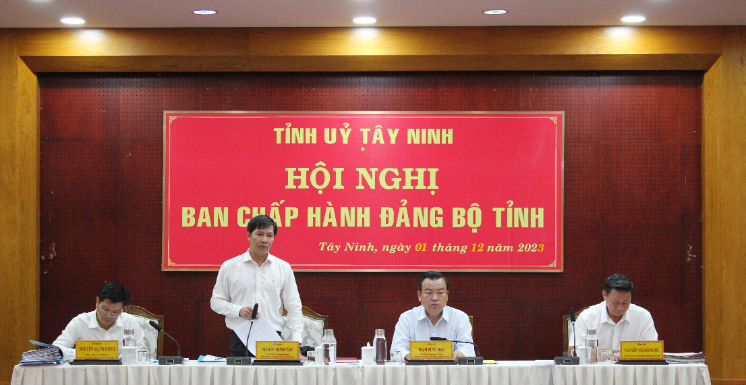 TỈNH UỶ TÂY NINH
HỘI NGHỊ
BAN CHẤP HÀNH ĐẢNG BỘ TỈNH
Tây Ninh, ngày 01 tháng 12 năm 2023